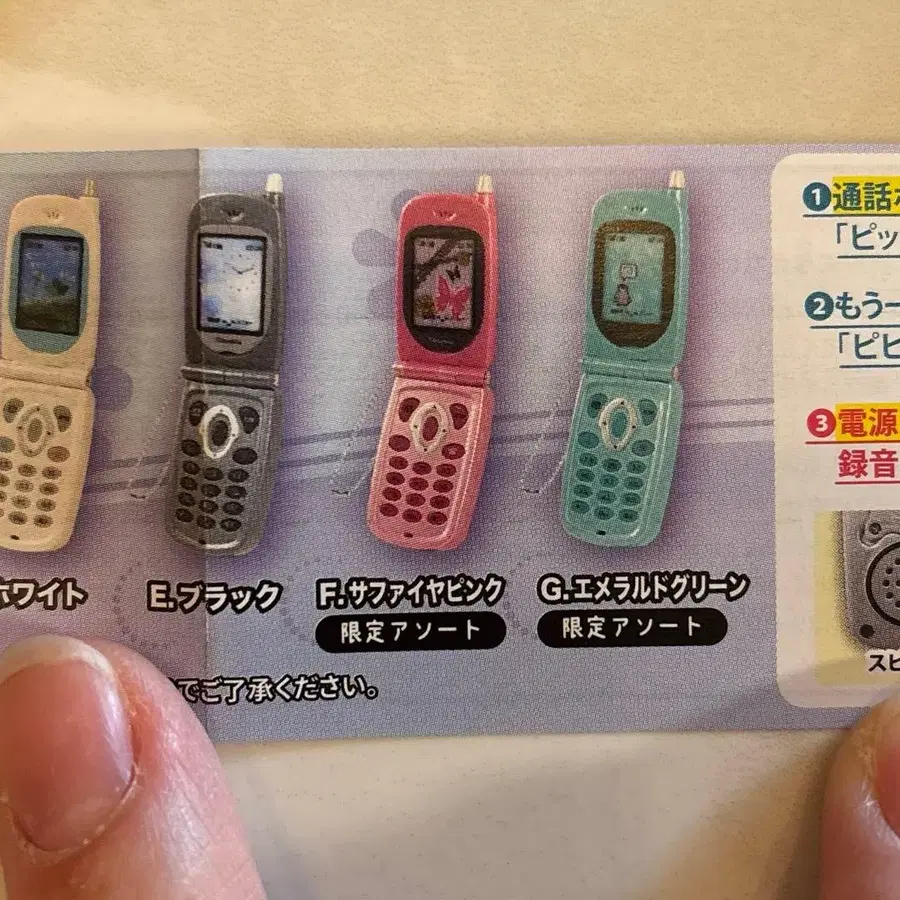 ホワイト
E.ブラック
F.サファイヤピンク
限定アソート
G.エメラルドグリーン
限定アソート
でご了承ください。
❶通話
「ピッ
❷もう一
「ピピ
❸電源
録音
スピ